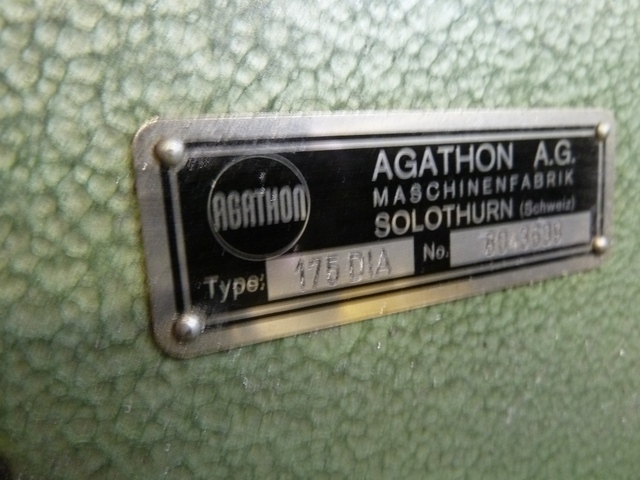 AGATHON
AGATHON A.G.
MASCHINENFABRIK
SOLOTHURN (Schweiz)
Type: 175 DIA No.